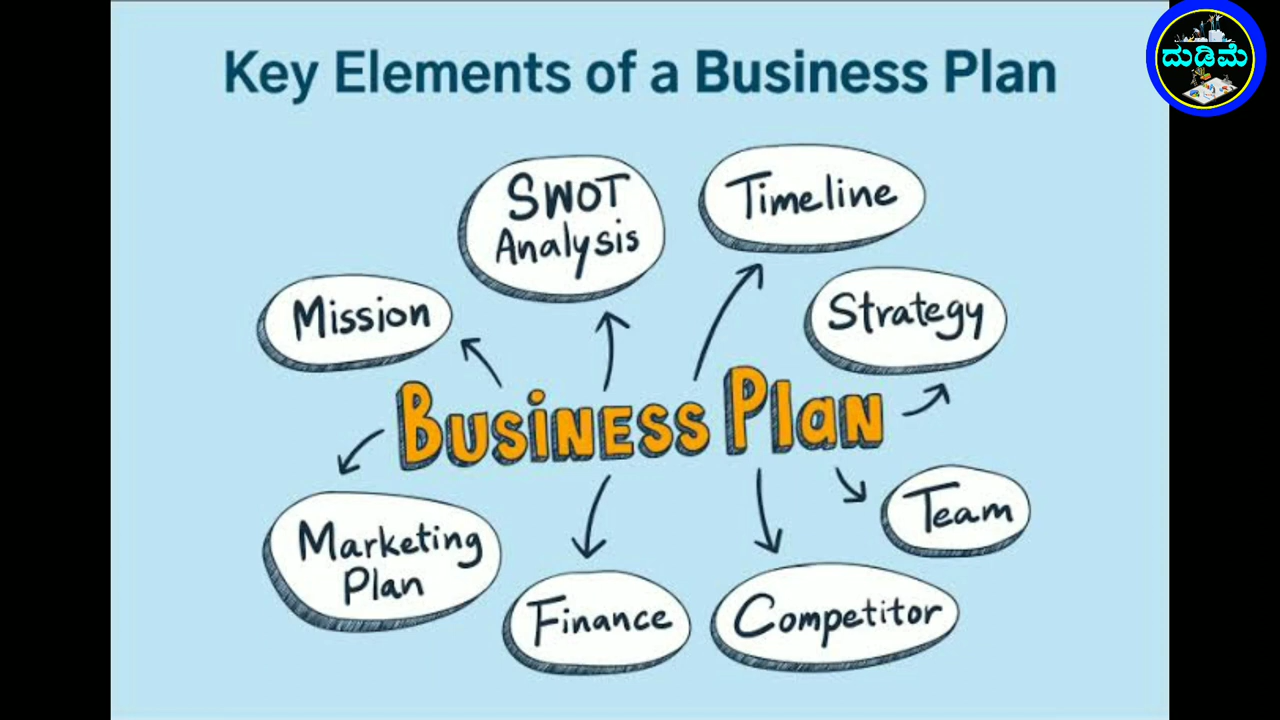 Key Elements of a Business Plan
ದುಡಿಮೆ
SWOT
Analysis
Timeline
Mission
Strategy
BUSiNESS PlaN
Team
Marketing
Plan
Finance
Competitor